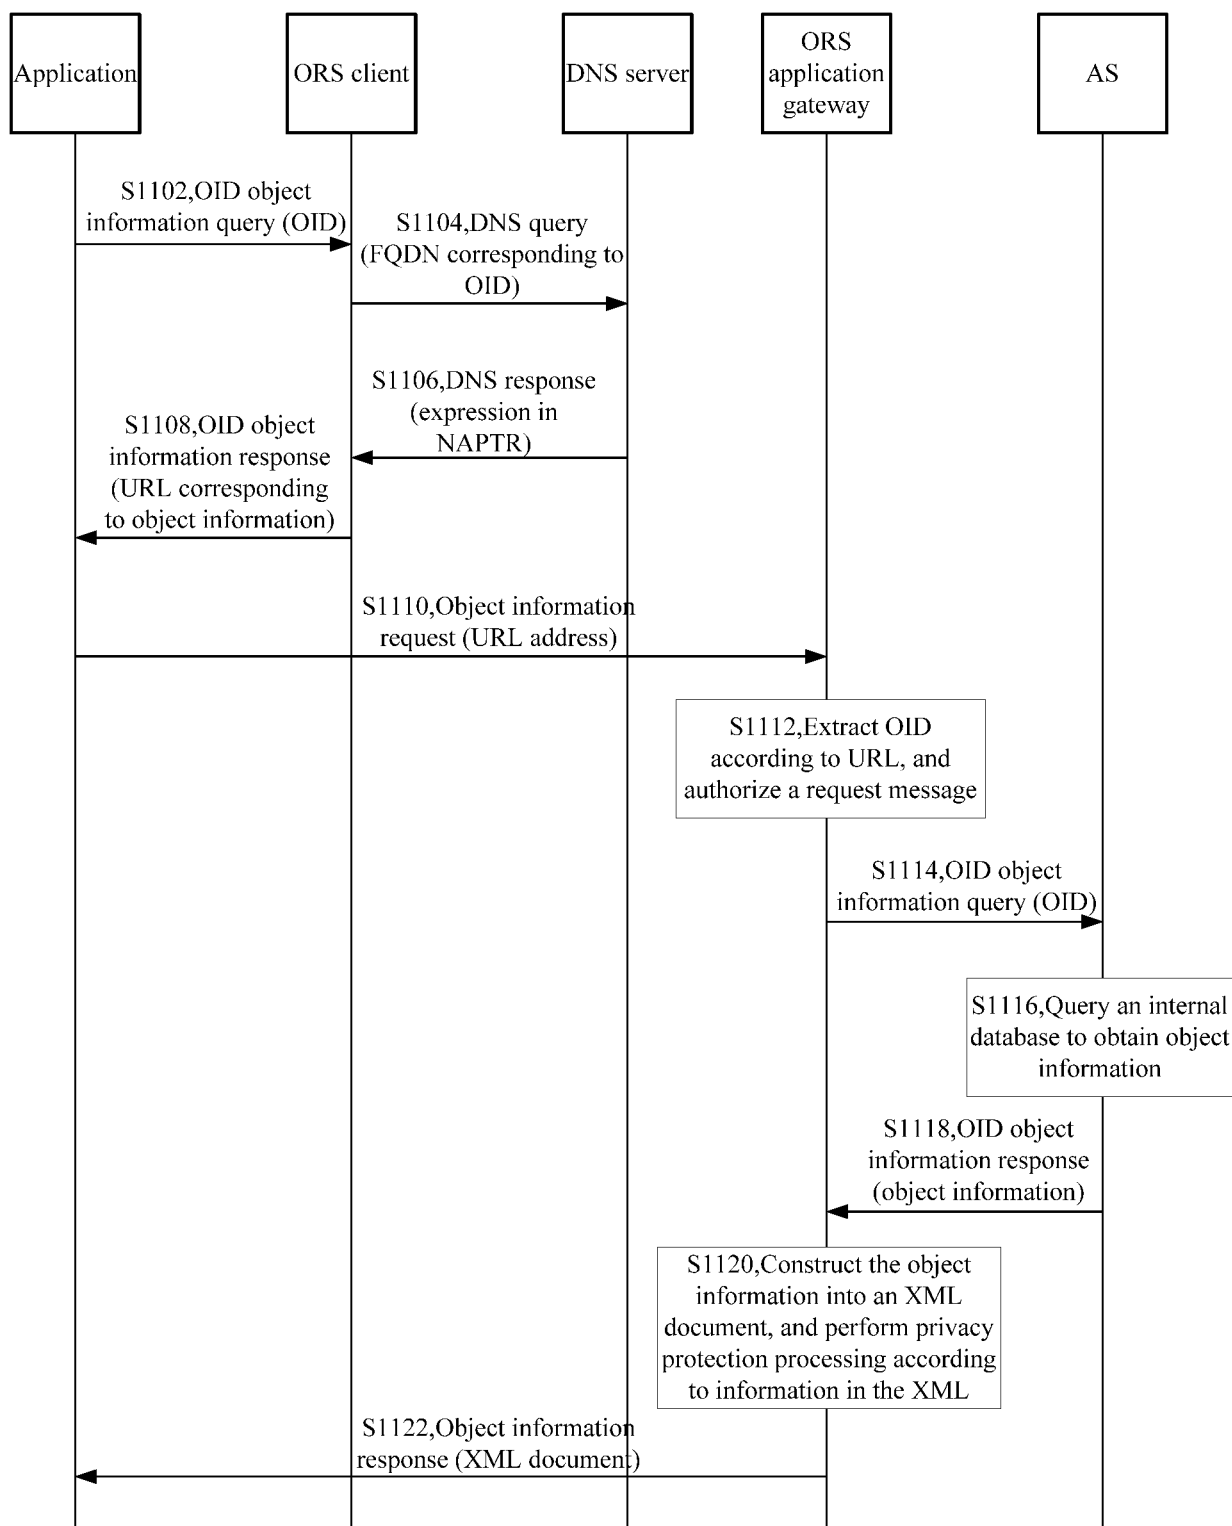 Application
ORS client
DNS server
ORS
application
gateway
AS
S1102,OID object
information query (OID)
S1104,DNS query
(FQDN corresponding to
OID)
S1106,DNS response
(expression in
NAPTR)
S1108,OID object
information response
(URL corresponding
to object information)
S1110,Object information
request (URL address)
S1112,Extract OID
according to URL, and
authorize a request message
S1114,OID object
information query (OID)
S1116,Query an internal
database to obtain object
information
S1118,OID object
information response
(object information)
S1120,Construct the object
information into an XML
document, and perform privacy
protection processing according
to information in the XML
S1122,Object information
response (XML document)